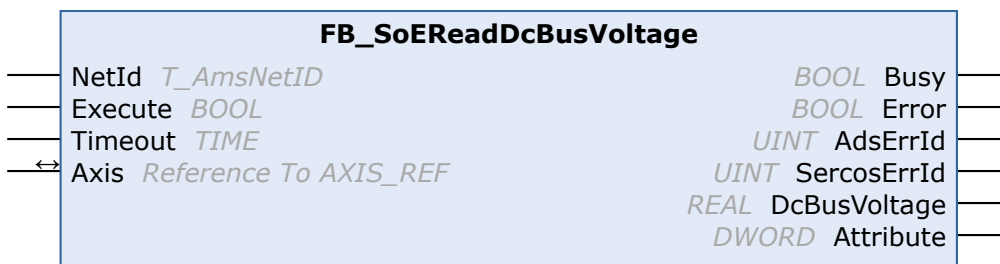 FB_SoEReadDcBusVoltage
NetId T_AmsNetID BOOL Busy
Execute BOOL BOOL Error
Timeout TIME UINT AdsErrId
↔ Axis Reference To AXIS_REF UINT SercosErrId
REAL DcBusVoltage
DWORD Attribute